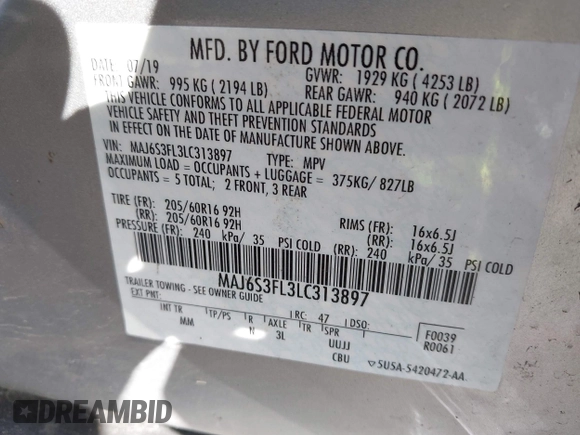 MFD. BY FORD MOTOR CO.
DATE: 07/19 GVWR: 1929 KG ( 4253 LB)
FRONT GAWR: 995 KG ( 2194 LB) REAR GAWR: 940 KG ( 2072 LB)
THIS VEHICLE CONFORMS TO ALL APPLICABLE FEDERAL MOTOR
VEHICLE SAFETY AND THEFT PREVENTION STANDARDS
IN EFFECT ON THE DATE OF MANUFACTURE SHOWN ABOVE.
VIN: MAJ6S3FL3LC313897 TYPE: MPV
MAXIMUM LOAD = OCCUPANTS + LUGGAGE = 375KG/ 827LB
OCCUPANTS = 5 TOTAL; 2 FRONT, 3 REAR
TIRE (FR): 205/60R16 92H RIMS (FR): 16x6.5J
(RR): 205/60R16 92H (RR): 16x6.5J
PRESSURE (FR): 240 kPa/ 35 PSI COLD (RR): 240 kPa/ 35 PSI COLD
MAJ6S3FL3LC313897
TRAILER TOWING - SEE OWNER GUIDE
EXT PNT: RC: 47 DSO: F0039
INT TR TP/PS R AXLE TR SPR R0061
MM N 3L UUJJ
CBU SU5A-5420472-AA
DREAMBID